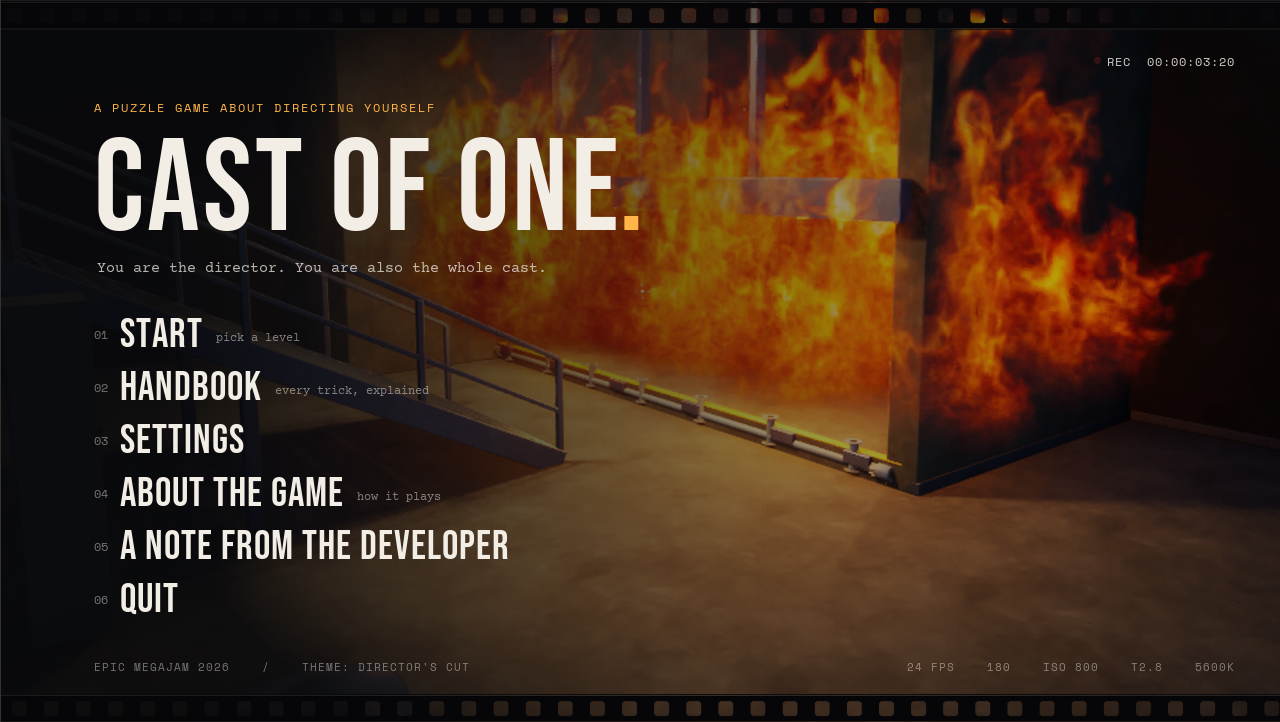 REC 00:00:03:20
A PUZZLE GAME ABOUT DIRECTING YOURSELF
CAST OF ONE.
You are the director. You are also the whole cast.
01 START pick a level
02 HANDBOOK every trick, explained
03 SETTINGS
04 ABOUT THE GAME how it plays
05 A NOTE FROM THE DEVELOPER
06 QUIT
EPIC MEGAJAM 2026 / THEME: DIRECTOR'S CUT
24 FPS 180 ISO 800 T2.8 5600K